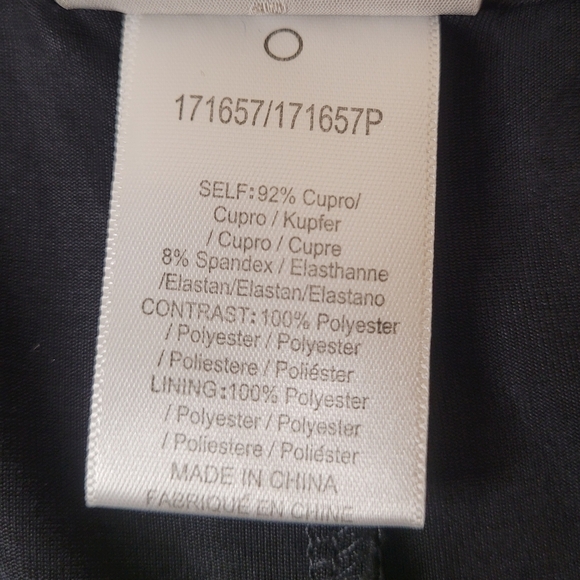 171657/171657P
SELF:92% Cupro/
Cupro / Kupfer
/ Cupro / Cupre
8% Spandex / Elasthanne
/Elastan/Elastan/Elastano
CONTRAST:100% Polyester
/ Polyester / Polyester
/ Poliestere / Poliéster
LINING:100% Polyester
/ Polyester / Polyester
/ Poliestere / Poliéster
MADE IN CHINA
FABRIQUÉ EN CHINE